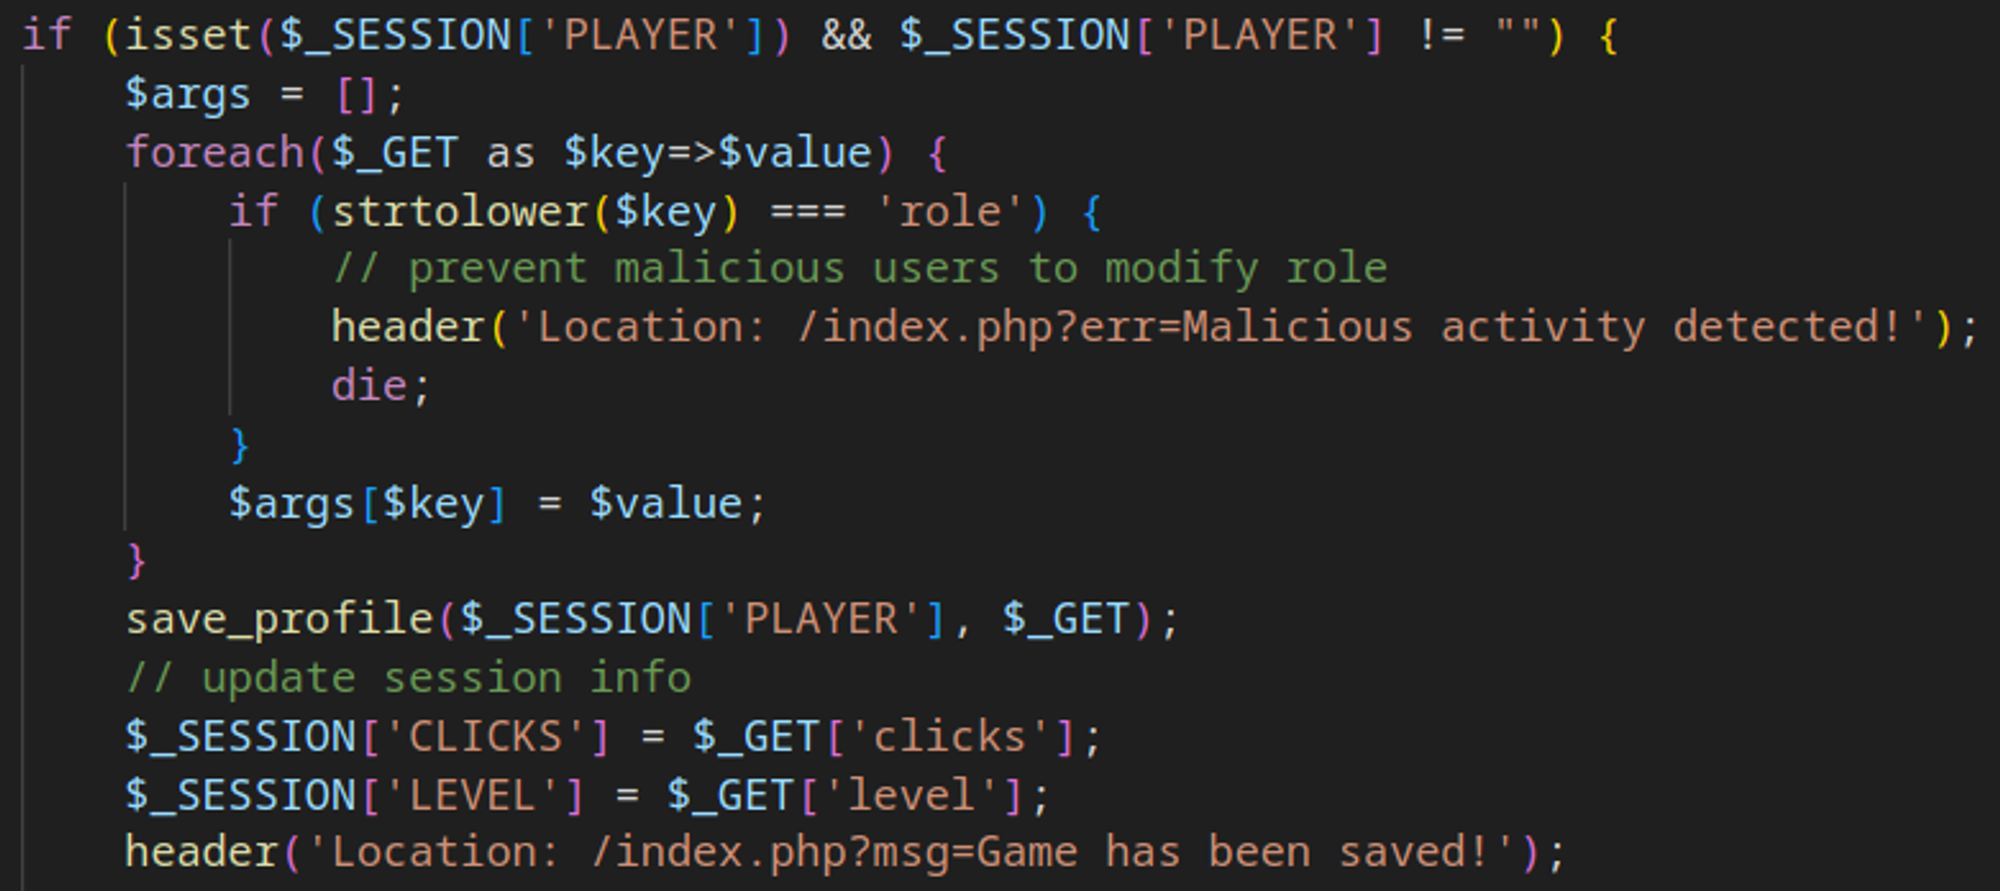 if (isset($_SESSION['PLAYER']) && $_SESSION['PLAYER'] != "") {
    $args = [];
    foreach($_GET as $key=>$value) {
        if (strtolower($key) === 'role') {
            // prevent malicious users to modify role
            header('Location: /index.php?err=Malicious activity detected!');
            die;
        }
        $args[$key] = $value;
    }
    save_profile($_SESSION['PLAYER'], $_GET);
    // update session info
    $_SESSION['CLICKS'] = $_GET['clicks'];
    $_SESSION['LEVEL'] = $_GET['level'];
    header('Location: /index.php?msg=Game has been saved!');